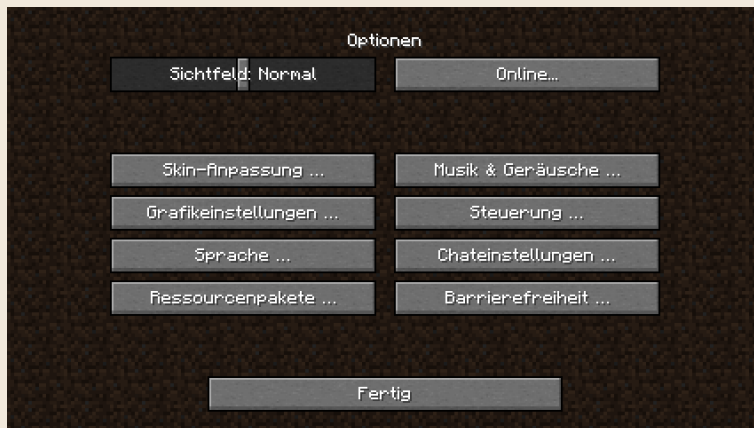 Optionen
Sichtfeld: Normal
Online...
Skin-Anpassung ...
Musik & Geräusche ...
Grafikeinstellungen ...
Steuerung ...
Sprache ...
Chateinstellungen ...
Ressourcenpakete ...
Barrierefreiheit ...
Fertig